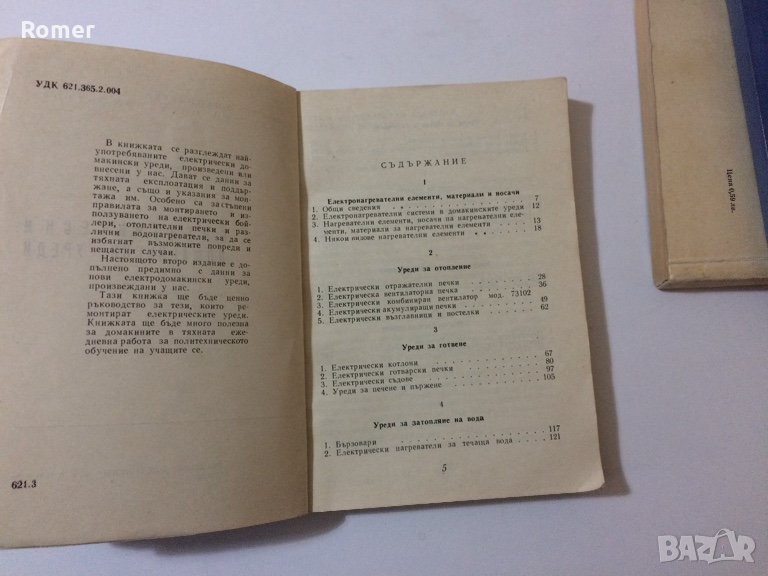 Romer
УДК 621.365.2.004
В книжката се разглеждат най-
употребяваните електрически до-
макински уреди, произведени или
внесени у нас. Дават се данни за
тяхната експлоатация и поддър-
жане, а също и указания за мон-
тажа им. Особено са застъпени
правилата за монтирането и из-
ползуването на електрически бой-
лери, отоплителни печки и раз-
лични водонагреватели, за да се
избягнат възможните повреди и
нещастни случаи.
Настоящото второ издание е до-
пълнено предимно с данни за
нови електродомакински уреди,
произвеждани у нас.
Тази книжка ще бъде ценно
ръководство за тези, които ре-
монтират електрическите уреди.
Книжката ще бъде много полезна
за домакините в тяхната еже-
дневна работа за политехническото
обучение на учащите се.
621.3
СЪДЪРЖАНИЕ
1
Електронагревателни елементи, материали и носачи
1. Общи сведения 7
2. Електронагревателни системи в домакинските уреди 12
3. Нагревателни елементи, носачи на нагревателни еле-
менти, материали за нагревателни елементи 13
4. Някои видове нагревателни елементи 18
2
Уреди за отопление
1. Електрически отражателни печки 28
2. Електрическа вентилаторна печка 36
3. Електрически комбиниран вентилатор мод. 73102
4. Електрически акумулиращи печки 49
5. Електрически възглавници и постелки 62
3
Уреди за готвене
1. Електрически котлони 67
2. Електрически готварски печки 80
3. Електрически съдове 97
4. Уреди за печене и пържене 105
4
Уреди за затопляне на вода
1. Бързовари 117
2. Електрически нагреватели за течаща вода 121
5
Цена 0,59 лв.
BAZAR